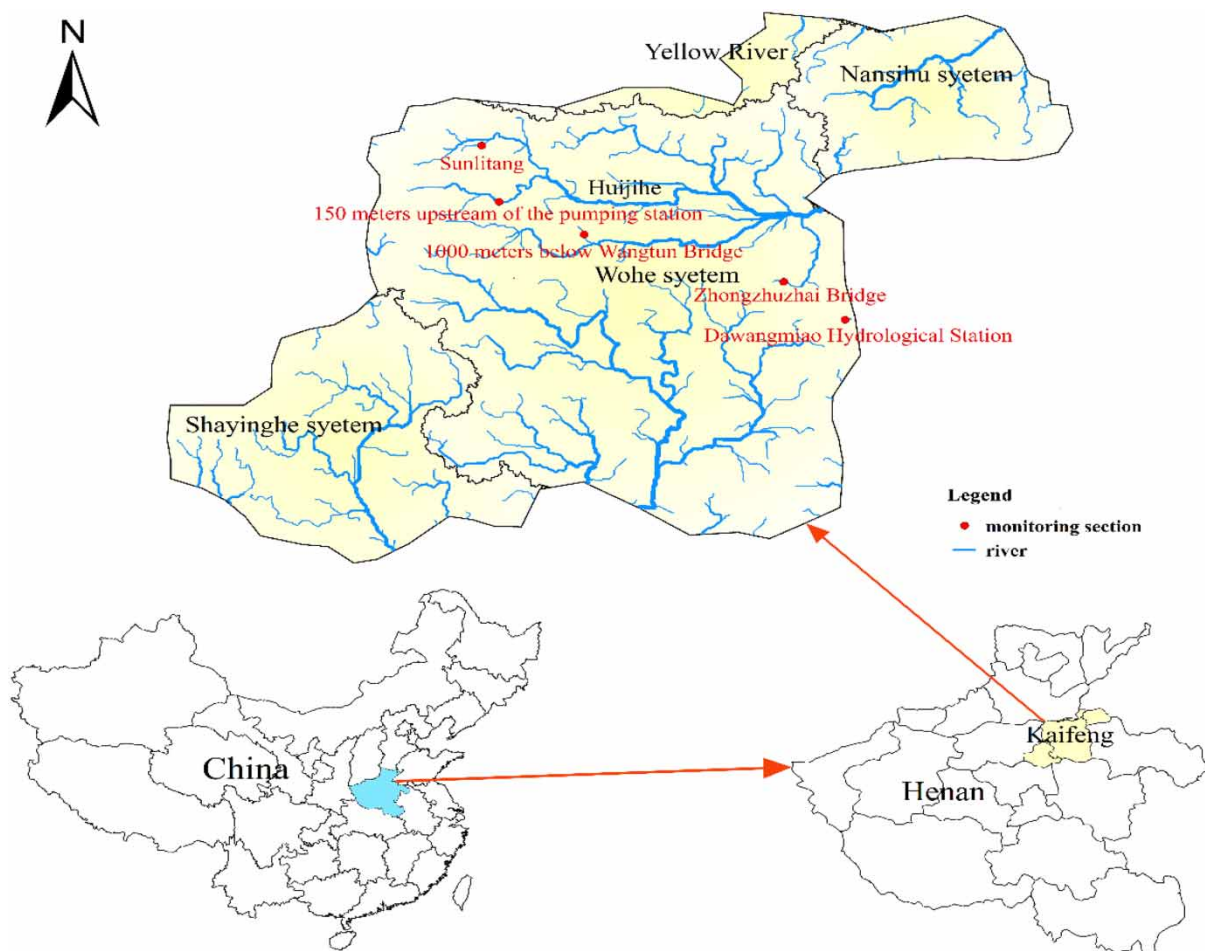 N
Yellow River
Nansihu syetem
Sunlitang
Huijihe
150 meters upstream of the pumping station
1000 meters below Wangtun Bridge
Wohe syetem
Zhongzhuzhai Bridge
Dawangmiao Hydrological Station
Shayinghe syetem
Legend
monitoring section
river
China
Kaifeng
Henan